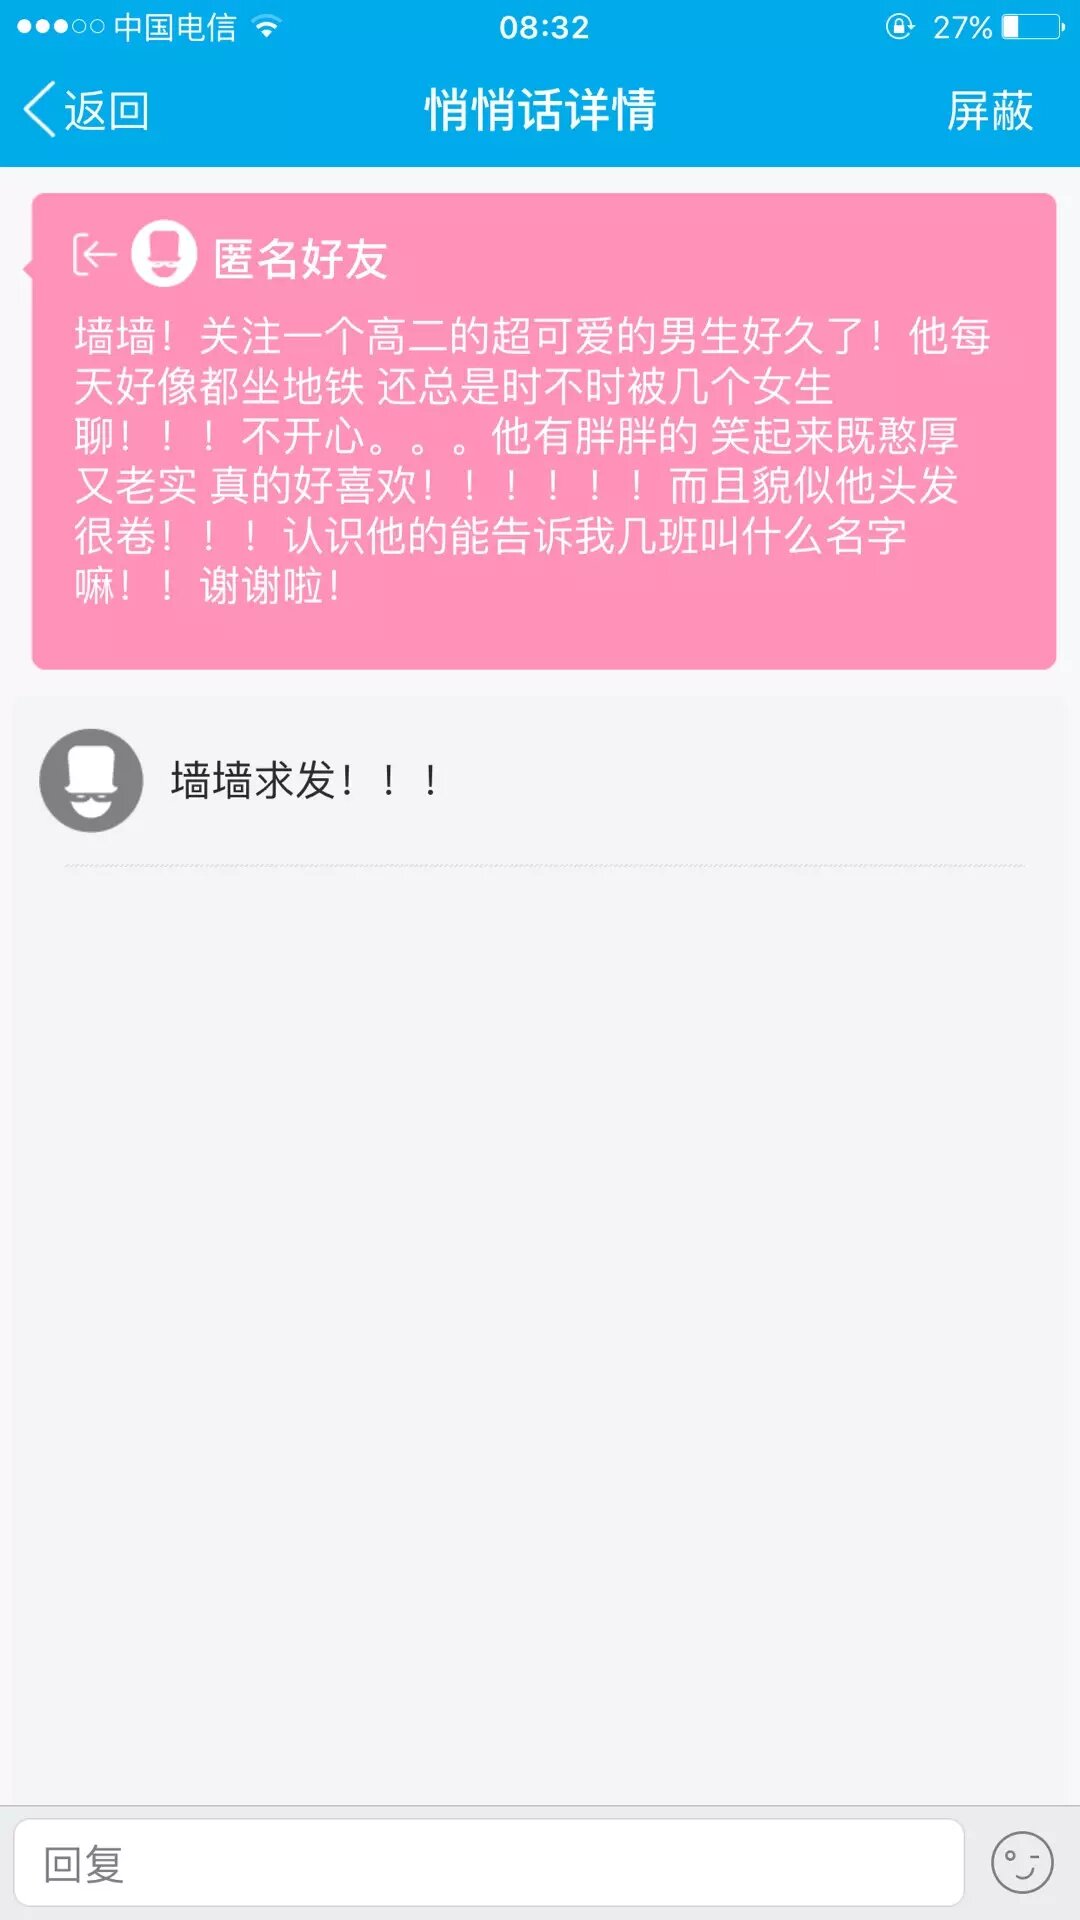 中国电信 08:32 27%
返回 悄悄话详情 屏蔽
匿名好友
墙墙！关注一个高二的超可爱的男生好久了！他每
天好像都坐地铁 还总是时不时被几个女生
聊！！！不开心。。。他有胖胖的 笑起来既憨厚
又老实 真的好喜欢！！！！！！而且貌似他头发
很卷！！！认识他的能告诉我几班叫什么名字
嘛！！谢谢啦！
墙墙求发！！！
回复